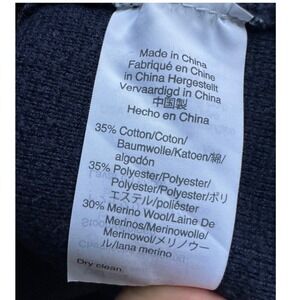 Made in China
Fabriqué en Chine
in China Hergestellt
Vervaardigd in China
中国製
Hecho en China
35% Cotton/Coton/
Baumwolle/Katoen/綿/
algodón
35% Polyester/Polyester/
Polyester/Polyester/ポリ
エステル/poliéster
30% Merino Wool/Laine De
Merinos/Merinowolle/
Merinowol/メリノウー
ル/lana merino
Dry clean.